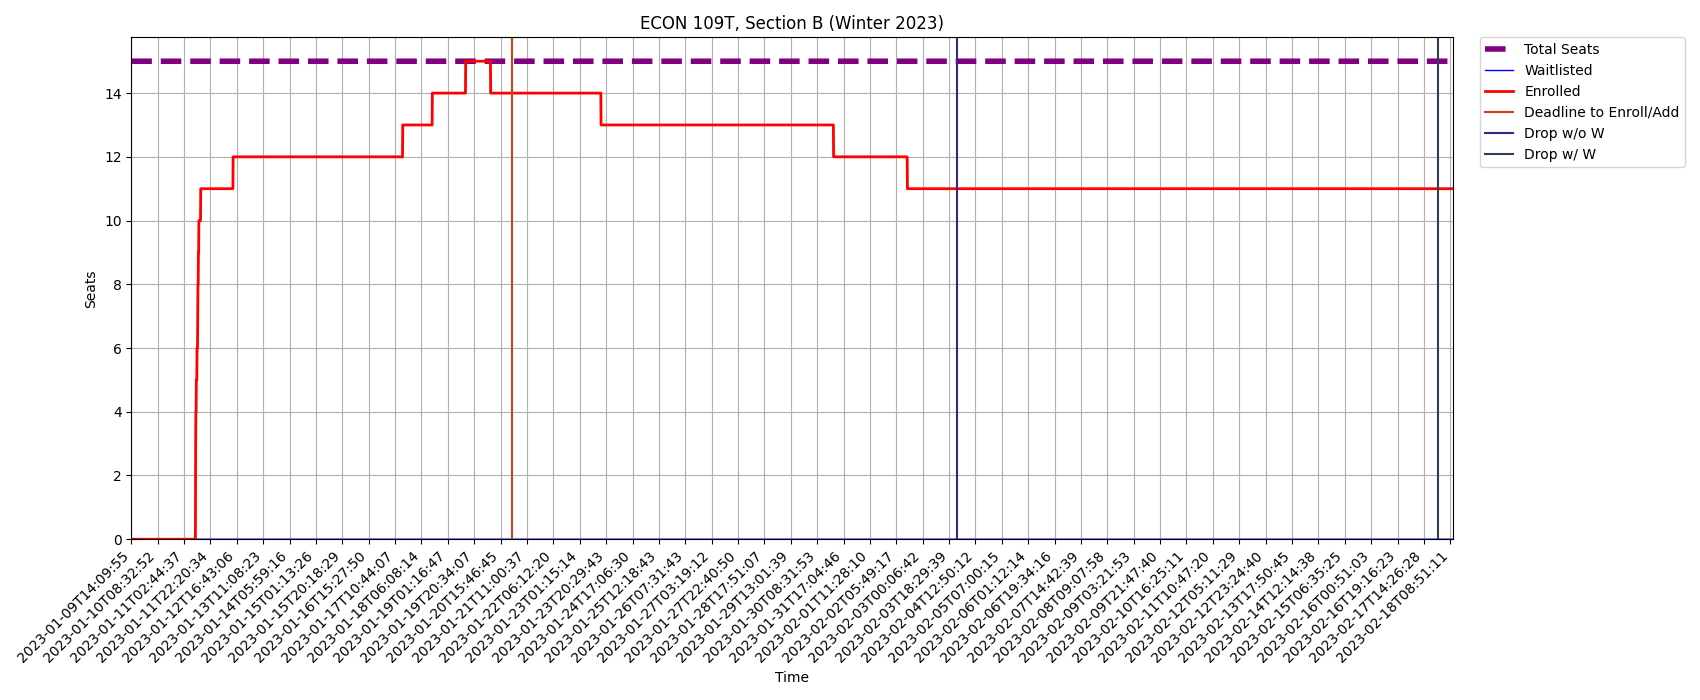 ECON 109T, Section B (Winter 2023)
Total Seats
Waitlisted
Enrolled
Deadline to Enroll/Add
Drop w/o W
Drop w/ W
Seats
14
12
10
8
6
4
2
0
2023-01-09T14:09:55
2023-01-10T08:32:52
2023-01-11T02:44:37
2023-01-11T22:20:34
2023-01-12T16:43:06
2023-01-13T11:08:23
2023-01-14T05:59:16
2023-01-15T01:13:26
2023-01-15T20:18:29
2023-01-16T15:27:50
2023-01-17T10:44:07
2023-01-18T06:08:14
2023-01-19T01:16:47
2023-01-19T20:34:07
2023-01-20T15:46:45
2023-01-21T11:00:37
2023-01-22T06:12:20
2023-01-23T01:15:14
2023-01-23T20:29:43
2023-01-24T17:06:30
2023-01-25T12:18:43
2023-01-26T07:31:43
2023-01-27T03:19:12
2023-01-27T22:40:50
2023-01-28T17:51:07
2023-01-29T13:01:39
2023-01-30T08:31:53
2023-01-31T17:04:46
2023-02-01T11:28:10
2023-02-02T05:49:17
2023-02-03T00:06:42
2023-02-03T18:29:39
2023-02-04T12:50:12
2023-02-05T07:00:15
2023-02-06T01:12:14
2023-02-06T19:34:16
2023-02-07T14:42:39
2023-02-08T09:07:58
2023-02-09T03:21:53
2023-02-09T21:47:40
2023-02-10T16:25:11
2023-02-11T10:47:20
2023-02-12T05:11:29
2023-02-12T23:24:40
2023-02-13T17:50:45
2023-02-14T12:14:38
2023-02-15T06:35:25
2023-02-16T00:51:03
2023-02-16T19:16:23
2023-02-17T14:26:28
2023-02-18T08:51:11
Time